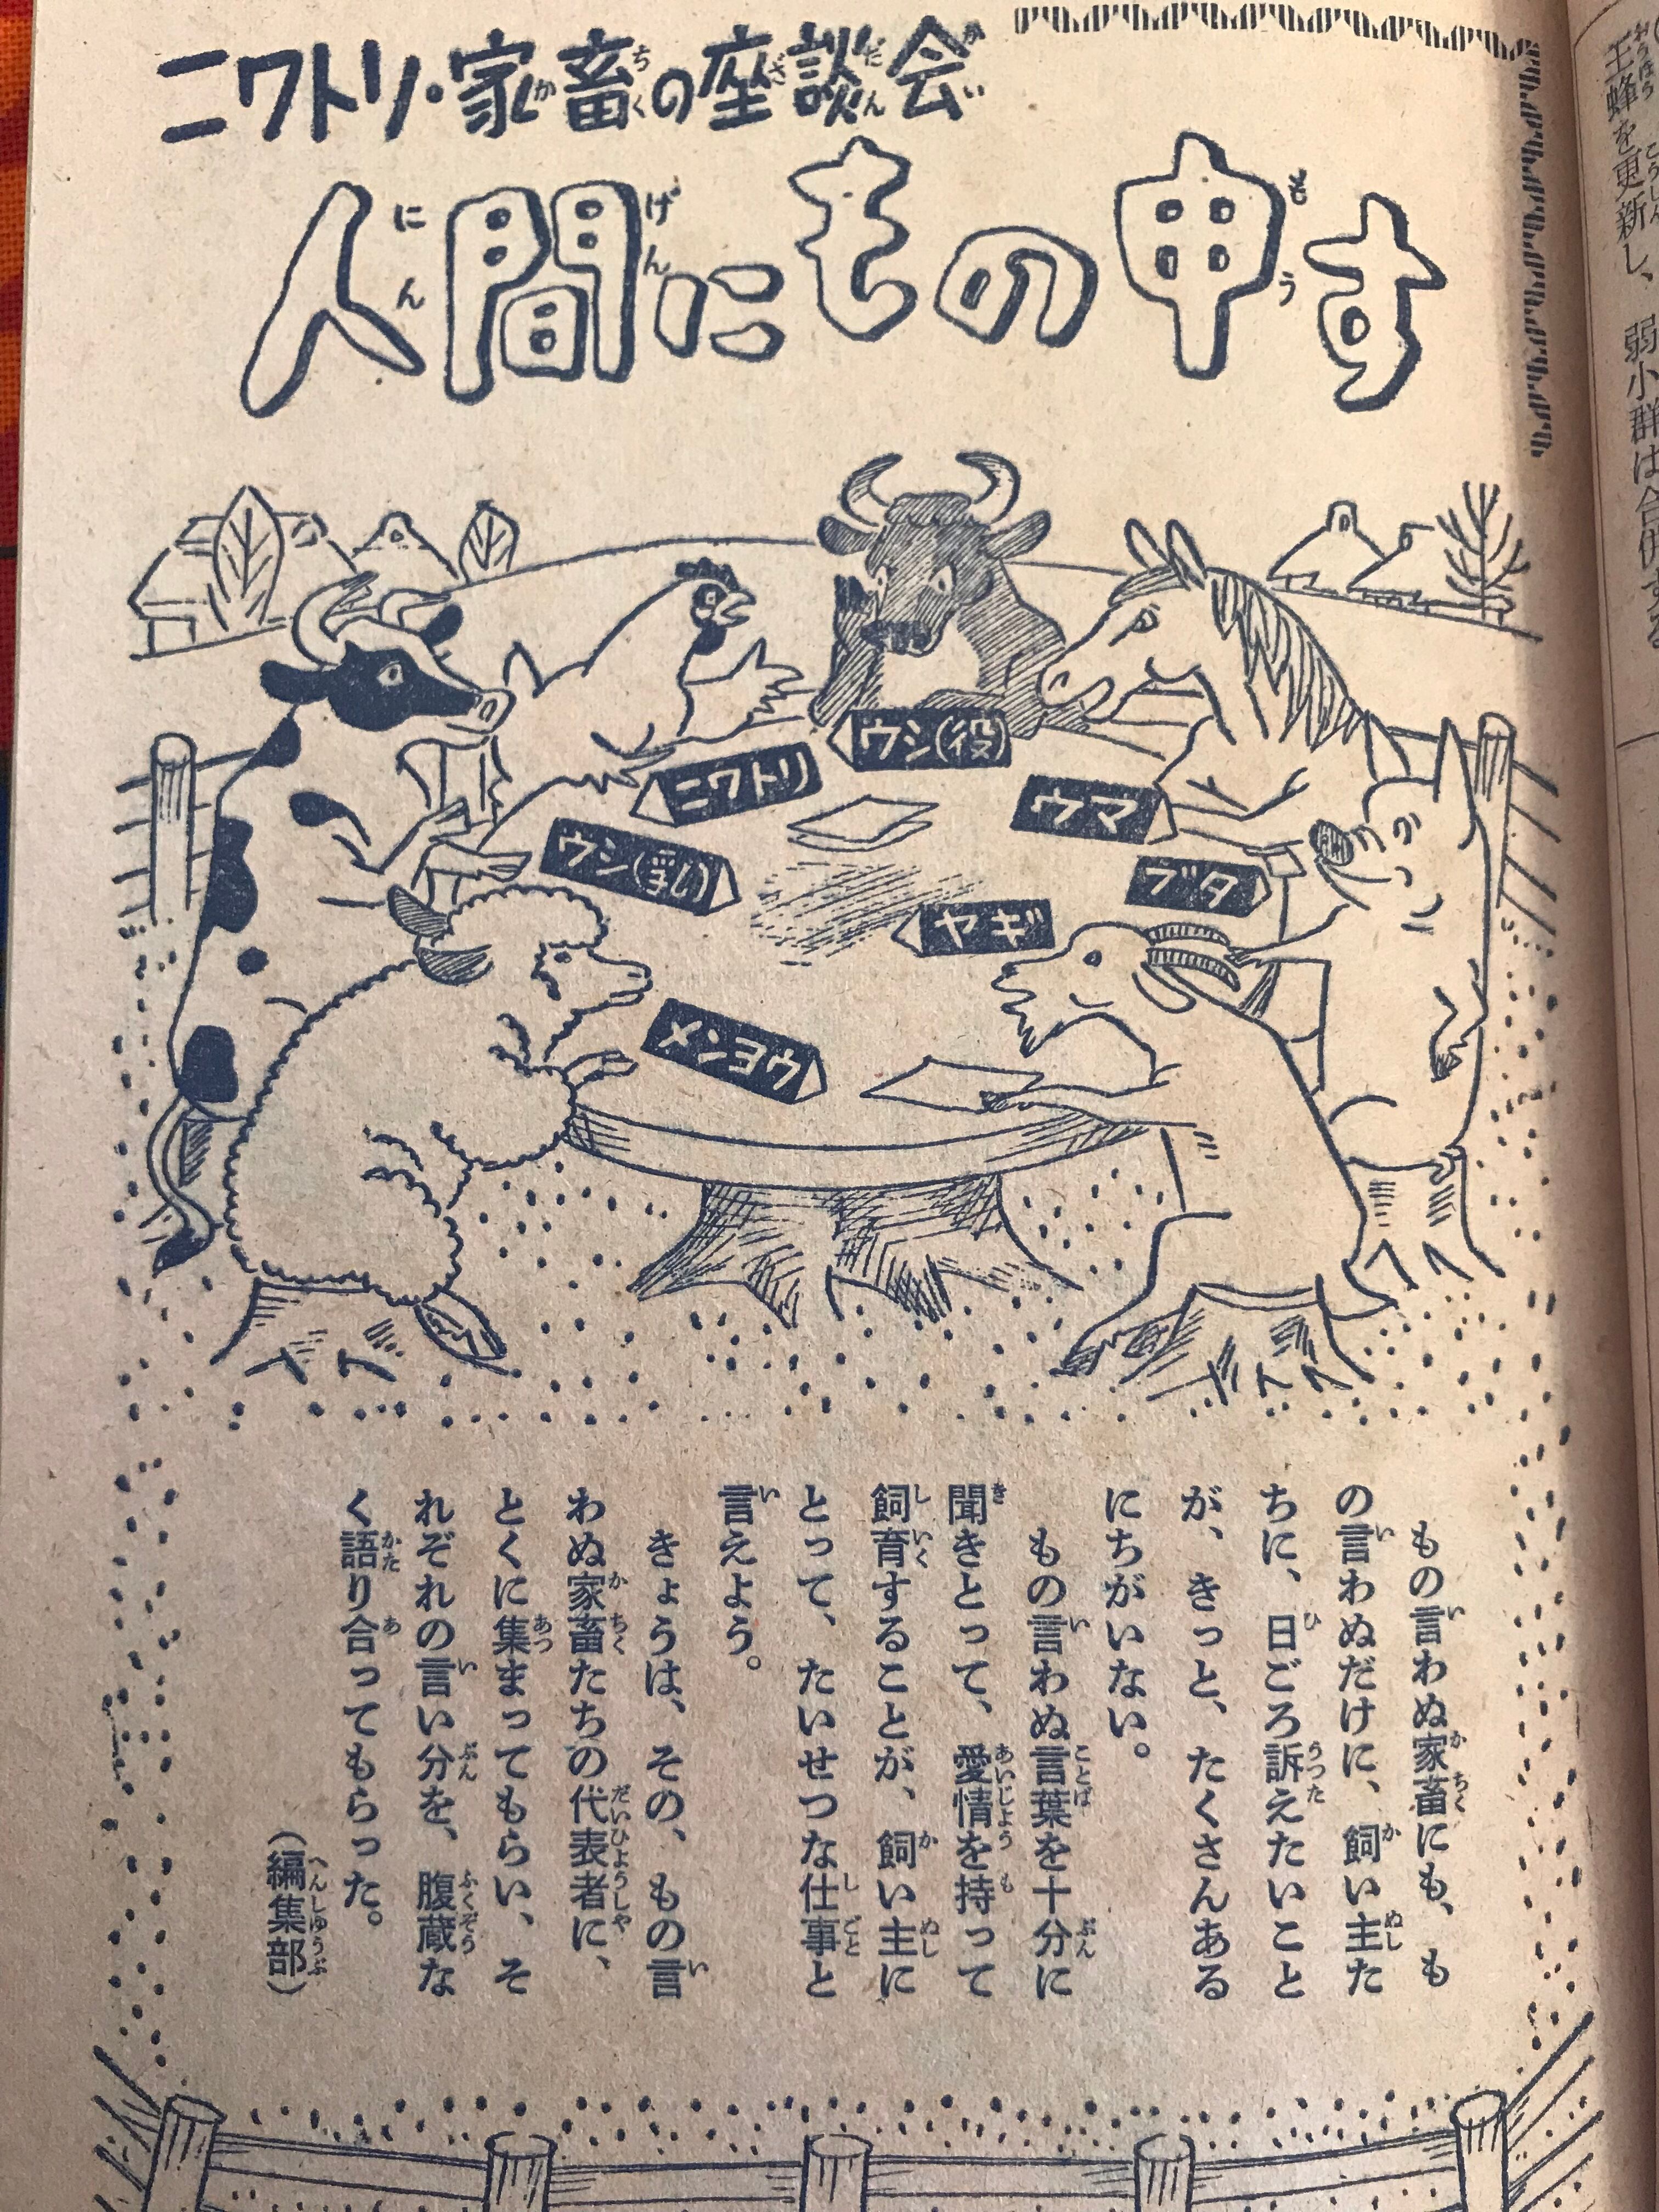 ニワトリ・家畜の座談会
人間にもの申す
ウシ(役)
ニワトリ
ウマ
ウシ(乳)
ブタ
ヤギ
メンヨウ
もの言わぬ家畜にも、も
の言わぬだけに、飼い主た
ちに、日ごろ訴えたいこと
が、きっと、たくさんある
にちがいない。
もの言わぬ言葉を十分に
聞きとって、愛情を持って
飼育することが、飼い主に
とって、たいせつな仕事と
言えよう。
きょうは、その、もの言
わぬ家畜たちの代表者に、
とくに集まってもらい、そ
れぞれの言い分を、腹蔵な
く語り合ってもらった。
(編集部)
王蜂を更新し、弱小群は合併する